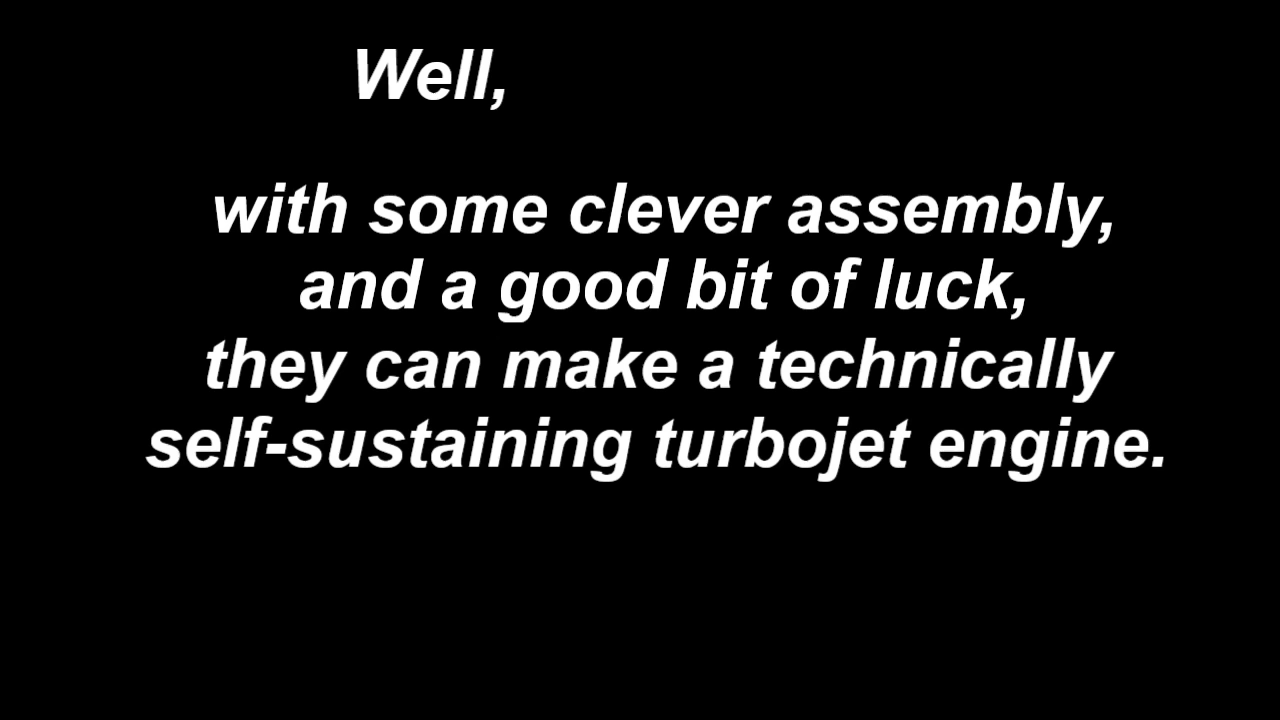 Well,
with some clever assembly,
and a good bit of luck,
they can make a technically
self-sustaining turbojet engine.